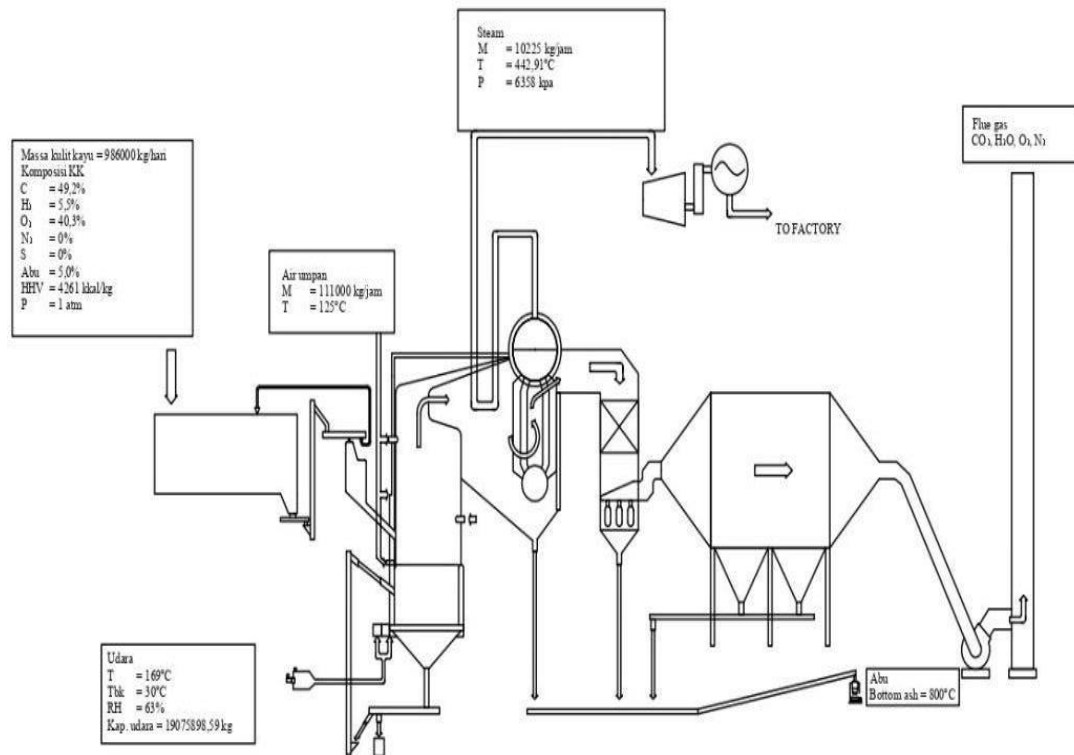 Steam
M = 10225 kg/jam
T = 442,91°C
P = 6358 kpa
Flue gas
CO₂, H₂O, O₂, N₂
Massa kulit kayu = 986000 kg/hari
Komposisi KK
C = 49,2%
H₂ = 5,5%
O₂ = 40,3%
N₂ = 0%
S = 0%
Abu = 5,0%
HHV = 4261 kkal/kg
P = 1 atm
TO FACTORY
Air umpan
M = 111000 kg/jam
T = 125°C
Udara
T = 169°C
Tbk = 30°C
RH = 63%
Kap. udara = 19075898,59 kg
Abu
Bottom ash = 800°C